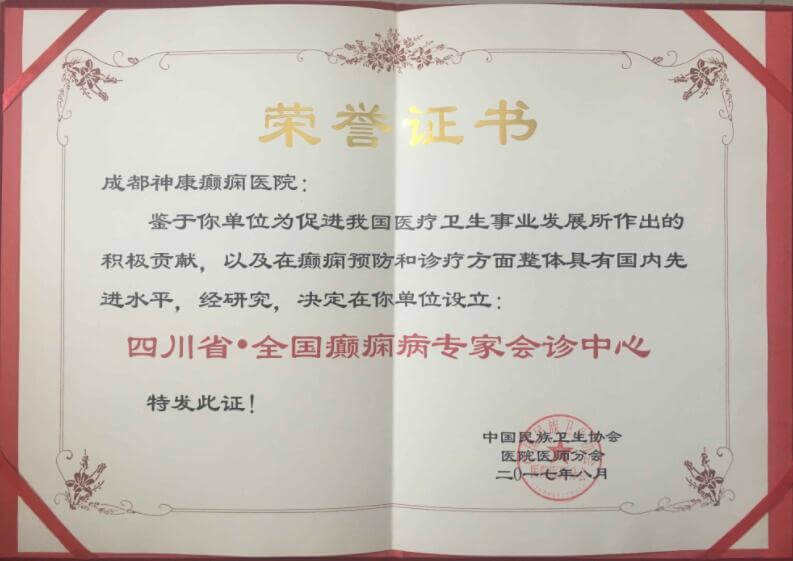 荣誉证书
成都神康癫痫医院：
鉴于你单位为促进我国医疗卫生事业发展所作出的
积极贡献，以及在癫痫预防和诊疗方面整体具有国内先
进水平，经研究，决定在你单位设立：
四川省·全国癫痫病专家会诊中心
特发此证！
中国民族卫生协会
医院医师分会
二〇一七年八月